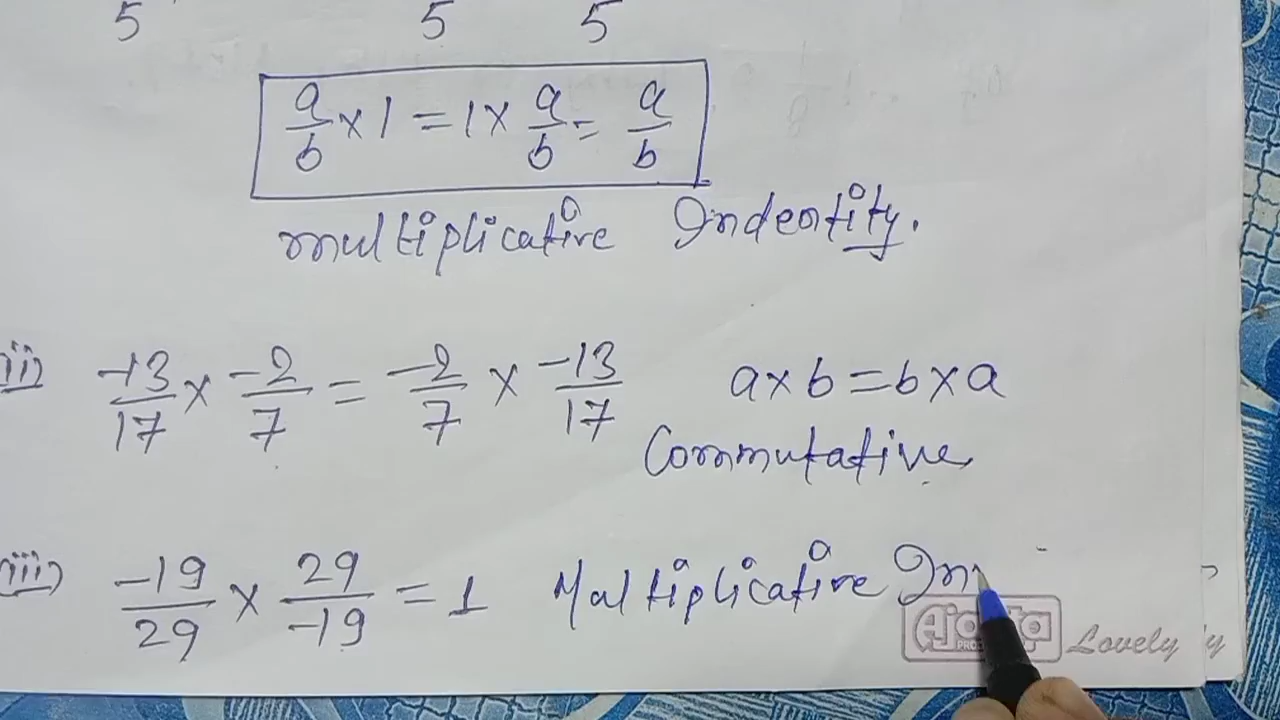 5 5 5
a/b × 1 = 1 × a/b = a/b
multiplicative Indentity.
ii) -13/17 × -2/7 = -2/7 × -13/17 a×b=b×a
Commutative
iii) -19/29 × 29/-19 = 1 Multiplicative In
Lovely